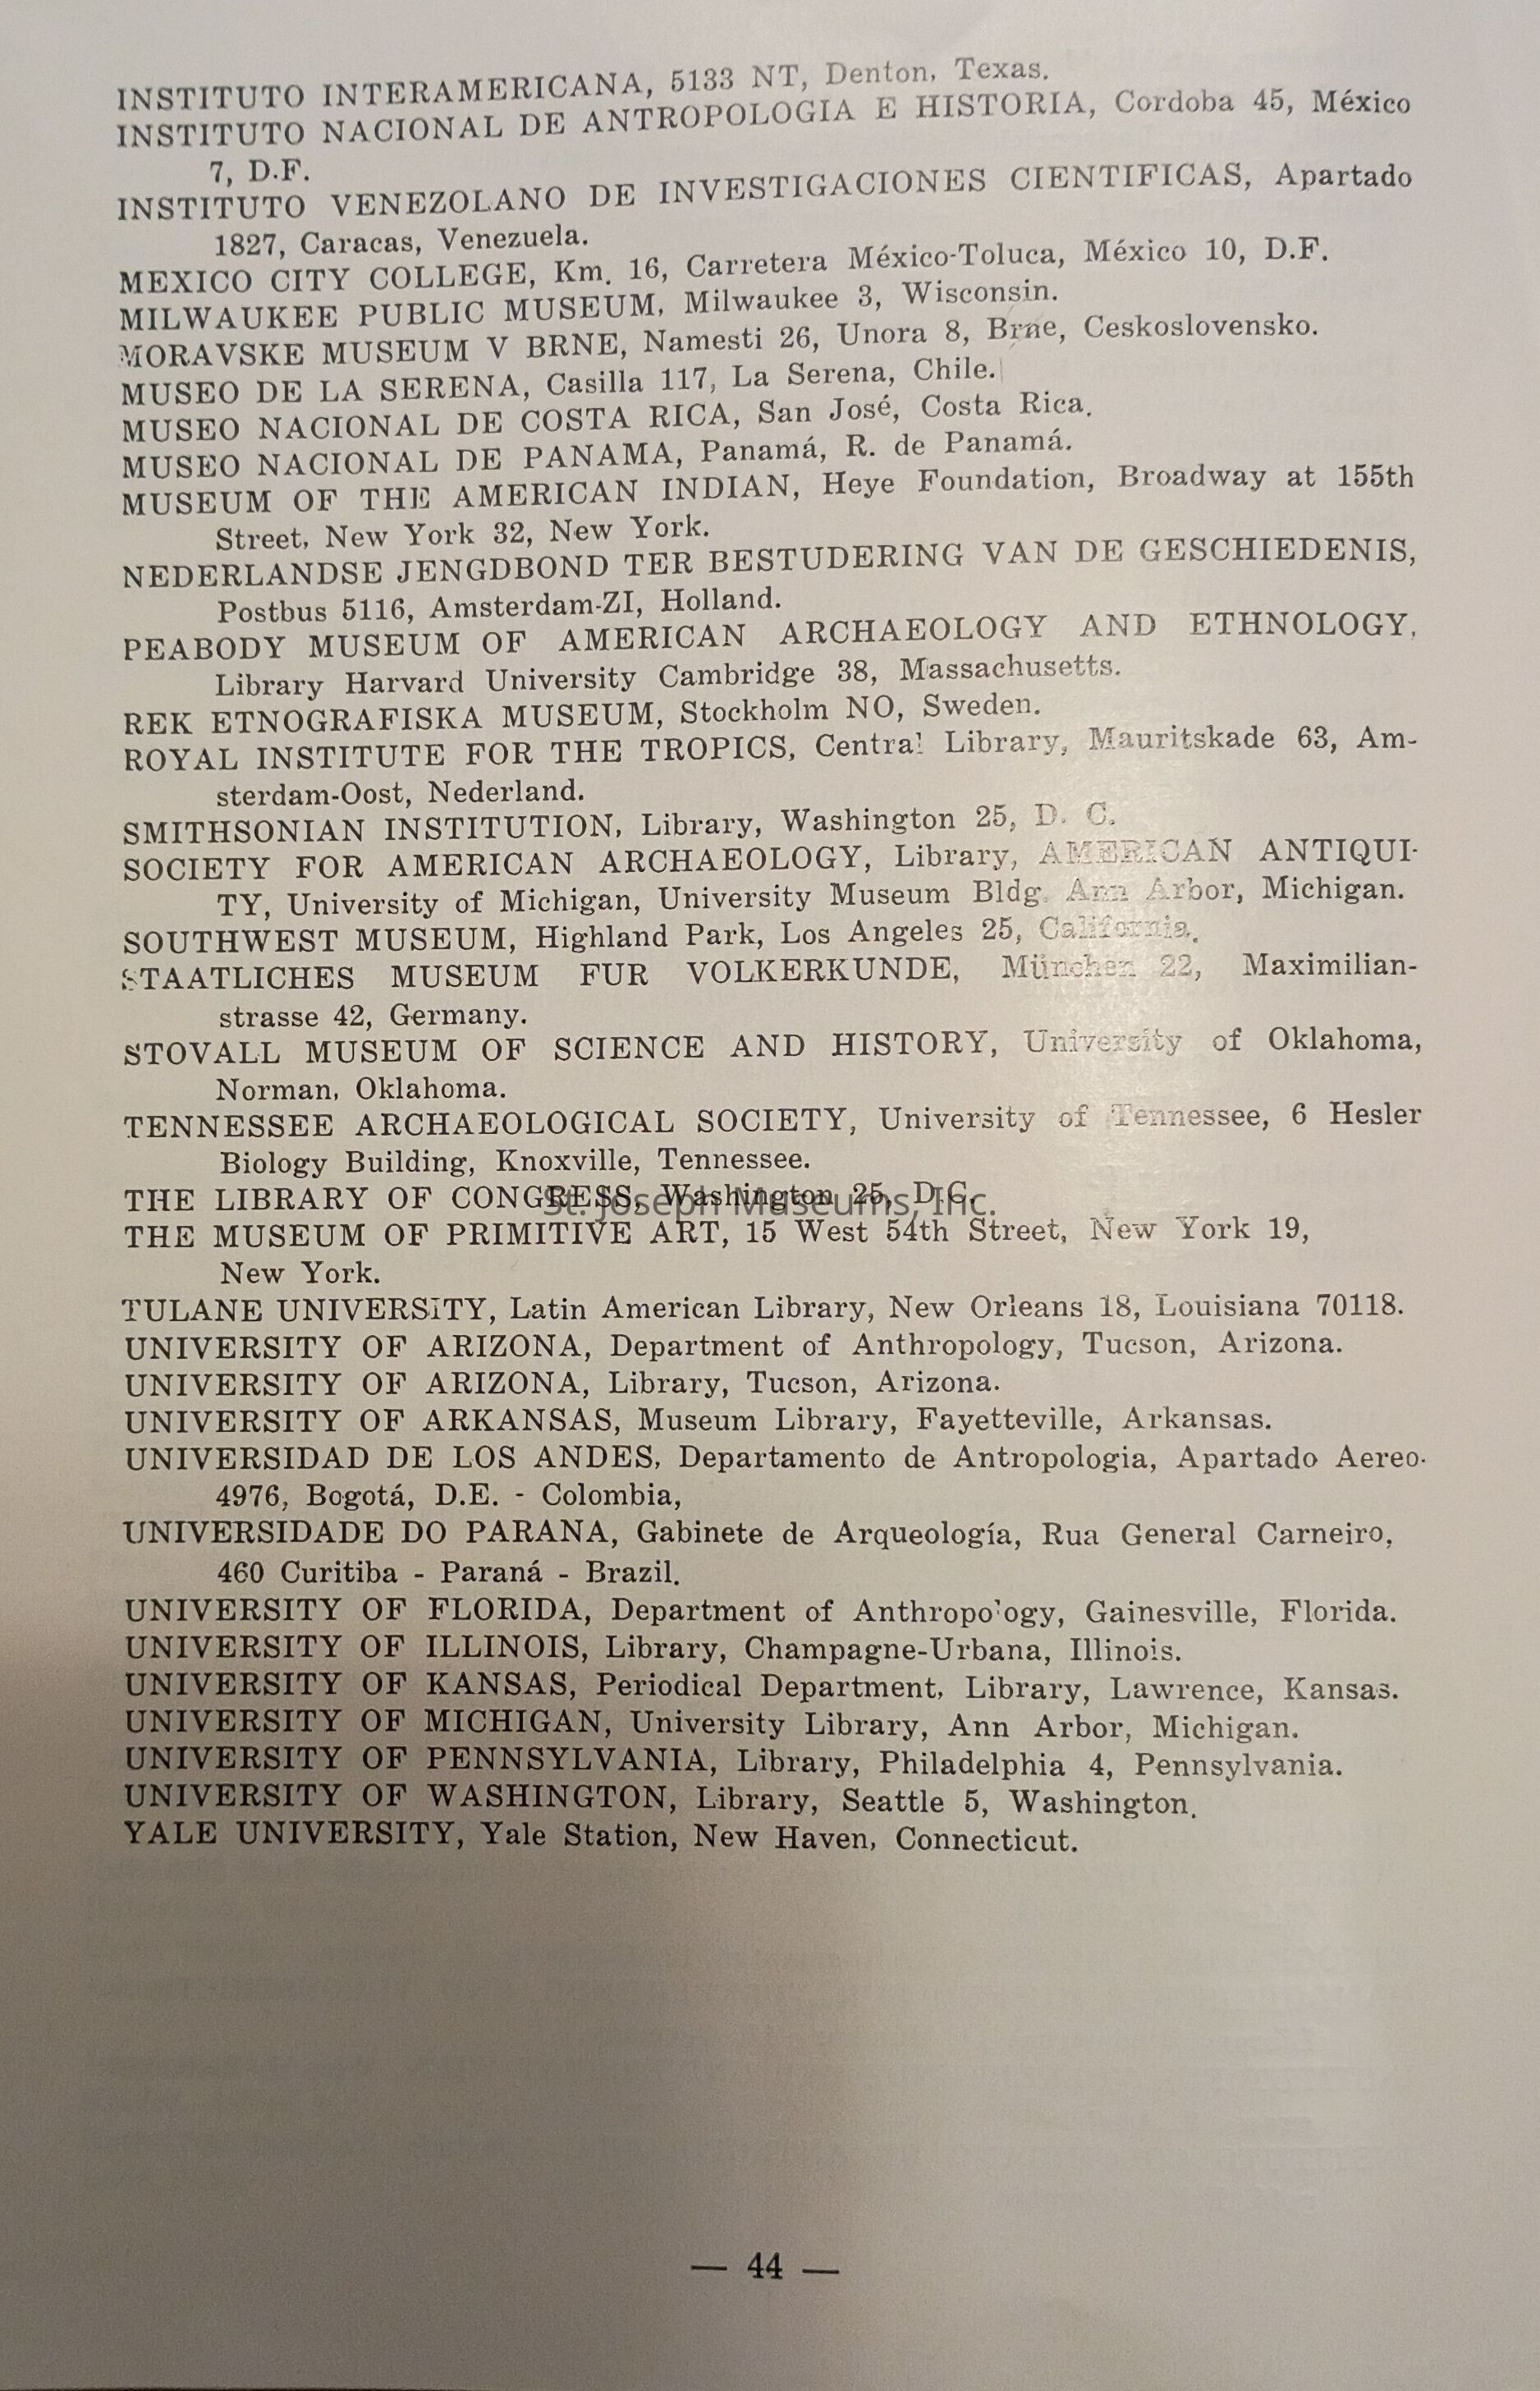 INSTITUTO INTERAMERICANA, 5133 NT, Denton, Texas.
INSTITUTO NACIONAL DE ANTROPOLOGIA E HISTORIA, Cordoba 45, México
7, D.F.
INSTITUTO VENEZOLANO DE INVESTIGACIONES CIENTIFICAS, Apartado
1827, Caracas, Venezuela.
MEXICO CITY COLLEGE, Km. 16, Carretera México-Toluca, México 10, D.F.
MILWAUKEE PUBLIC MUSEUM, Milwaukee 3, Wisconsin.
MORAVSKE MUSEUM V BRNE, Namesti 26, Unora 8, Brne, Ceskoslovensko.
MUSEO DE LA SERENA, Casilla 117, La Serena, Chile.
MUSEO NACIONAL DE COSTA RICA, San José, Costa Rica.
MUSEO NACIONAL DE PANAMA, Panamá, R. de Panamá.
MUSEUM OF THE AMERICAN INDIAN, Heye Foundation, Broadway at 155th
Street, New York 32, New York.
NEDERLANDSE JENGDBOND TER BESTUDERING VAN DE GESCHIEDENIS,
Postbus 5116, Amsterdam-ZI, Holland.
PEABODY MUSEUM OF AMERICAN ARCHAEOLOGY AND ETHNOLOGY,
Library Harvard University Cambridge 38, Massachusetts.
REK ETNOGRAFISKA MUSEUM, Stockholm NO, Sweden.
ROYAL INSTITUTE FOR THE TROPICS, Central Library, Mauritskade 63, Am-
sterdam-Oost, Nederland.
SMITHSONIAN INSTITUTION, Library, Washington 25, D. C.
SOCIETY FOR AMERICAN ARCHAEOLOGY, Library, AMERICAN ANTIQUI-
TY, University of Michigan, University Museum Bldg. Ann Arbor, Michigan.
SOUTHWEST MUSEUM, Highland Park, Los Angeles 25, California.
STAATLICHES MUSEUM FUR VOLKERKUNDE, München 22, Maximilian-
strasse 42, Germany.
STOVALL MUSEUM OF SCIENCE AND HISTORY, University of Oklahoma,
Norman, Oklahoma.
TENNESSEE ARCHAEOLOGICAL SOCIETY, University of Tennessee, 6 Hesler
Biology Building, Knoxville, Tennessee.
THE LIBRARY OF CONGRESS, Washington 25, D.C.
St. Joseph Museums, Inc.
THE MUSEUM OF PRIMITIVE ART, 15 West 54th Street, New York 19,
New York.
TULANE UNIVERSITY, Latin American Library, New Orleans 18, Louisiana 70118.
UNIVERSITY OF ARIZONA, Department of Anthropology, Tucson, Arizona.
UNIVERSITY OF ARIZONA, Library, Tucson, Arizona.
UNIVERSITY OF ARKANSAS, Museum Library, Fayetteville, Arkansas.
UNIVERSIDAD DE LOS ANDES, Departamento de Antropologia, Apartado Aereo-
4976, Bogotá, D.E. - Colombia,
UNIVERSIDADE DO PARANA, Gabinete de Arqueología, Rua General Carneiro,
460 Curitiba - Paraná - Brazil.
UNIVERSITY OF FLORIDA, Department of Anthropology, Gainesville, Florida.
UNIVERSITY OF ILLINOIS, Library, Champagne-Urbana, Illinois.
UNIVERSITY OF KANSAS, Periodical Department, Library, Lawrence, Kansas.
UNIVERSITY OF MICHIGAN, University Library, Ann Arbor, Michigan.
UNIVERSITY OF PENNSYLVANIA, Library, Philadelphia 4, Pennsylvania.
UNIVERSITY OF WASHINGTON, Library, Seattle 5, Washington.
YALE UNIVERSITY, Yale Station, New Haven, Connecticut.
— 44 —